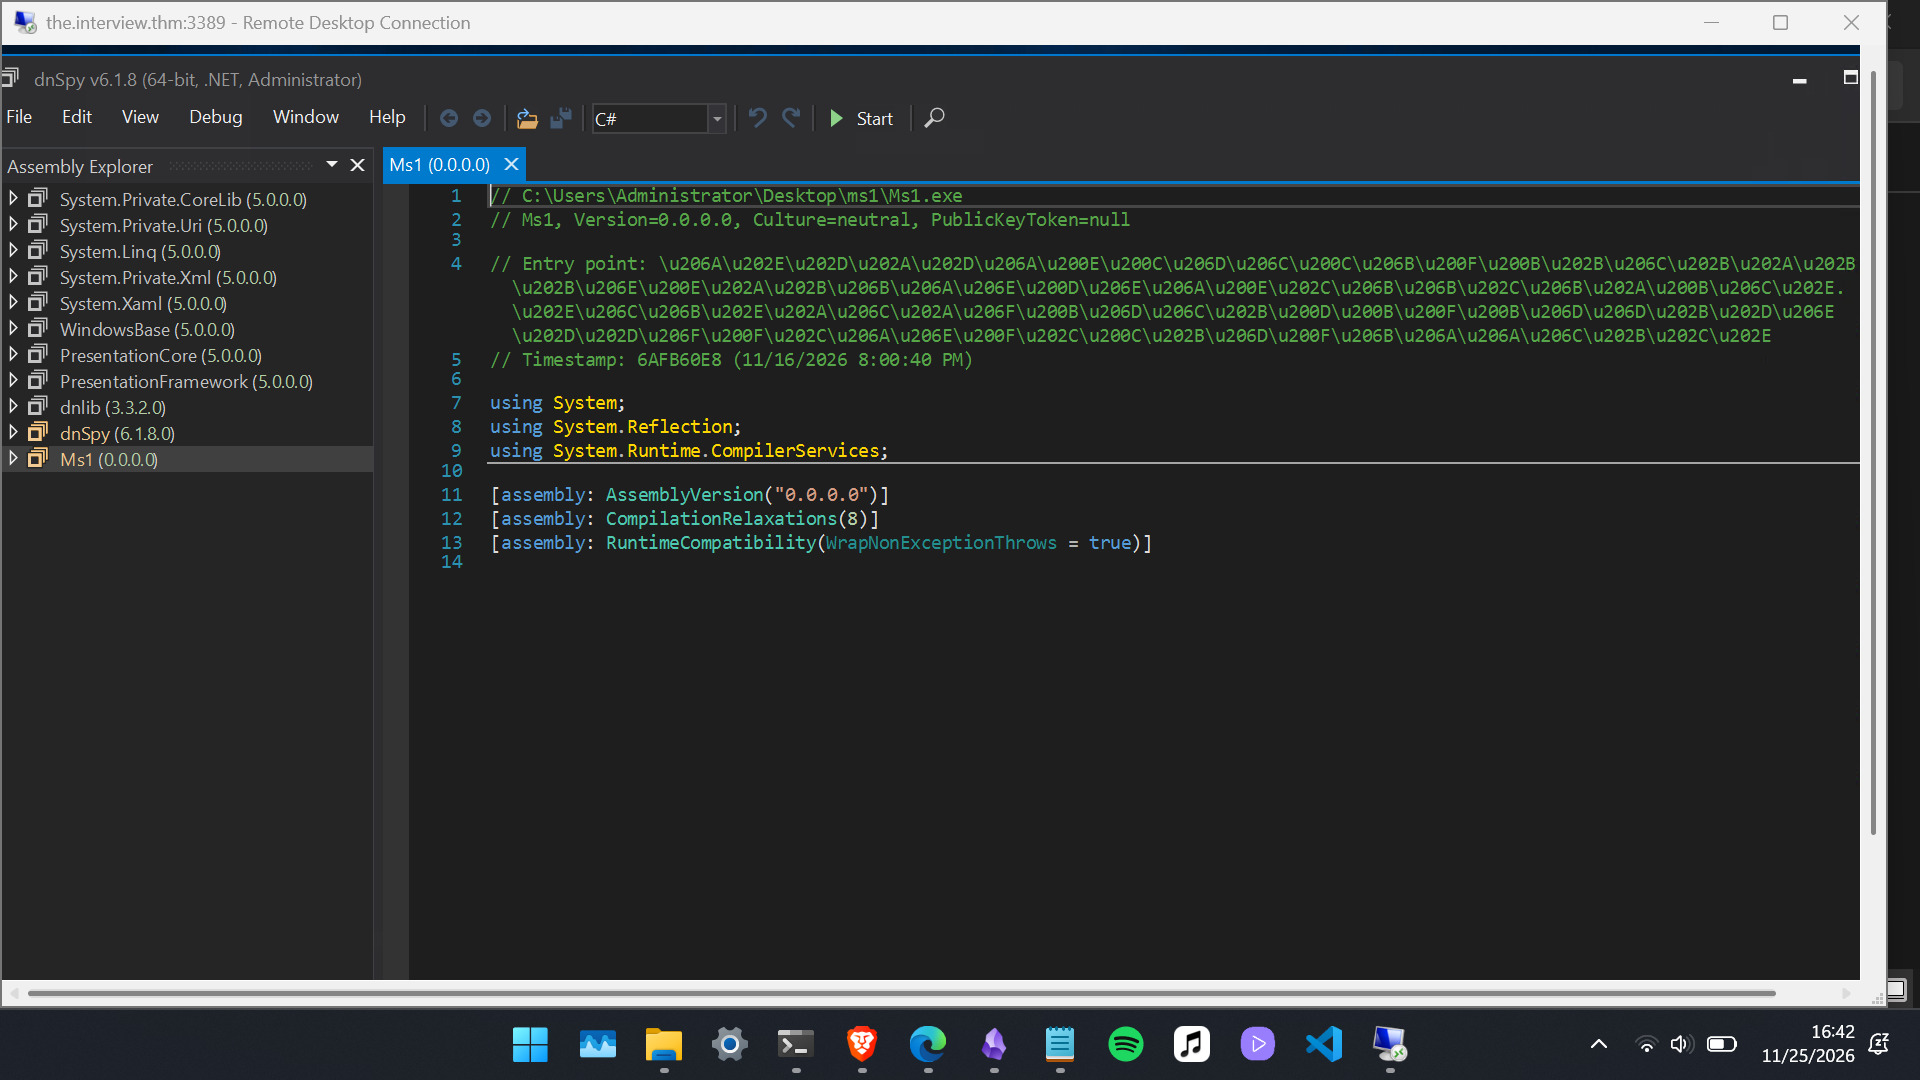 the.interview.thm:3389 - Remote Desktop Connection
dnSpy v6.1.8 (64-bit, .NET, Administrator)
File Edit View Debug Window Help C# Start
Assembly Explorer
System.Private.CoreLib (5.0.0.0)
System.Private.Uri (5.0.0.0)
System.Linq (5.0.0.0)
System.Private.Xml (5.0.0.0)
System.Xaml (5.0.0.0)
WindowsBase (5.0.0.0)
PresentationCore (5.0.0.0)
PresentationFramework (5.0.0.0)
dnlib (3.3.2.0)
dnSpy (6.1.8.0)
Ms1 (0.0.0.0)
Ms1 (0.0.0.0)
1 // C:\Users\Administrator\Desktop\ms1\Ms1.exe
2 // Ms1, Version=0.0.0.0, Culture=neutral, PublicKeyToken=null
3
4 // Entry point: \u206A\u202E\u202D\u202A\u202D\u206A\u200E\u200C\u206D\u206C\u200C\u206B\u200F\u200B\u202B\u206C\u202B\u202A\u202B
\u202B\u206E\u200E\u202A\u202B\u206B\u206A\u206E\u200D\u206E\u206A\u200E\u202C\u206B\u206B\u202C\u206B\u202A\u200B\u206C\u202E.
\u202E\u206C\u206B\u202E\u202A\u206C\u202A\u206F\u200B\u206D\u206C\u202B\u200D\u200B\u200F\u200B\u206D\u206D\u202B\u202D\u206E
\u202D\u202D\u206F\u200F\u202C\u206A\u206E\u200F\u202C\u200C\u202B\u206D\u200F\u206B\u206A\u206A\u206C\u202B\u202C\u202E
5 // Timestamp: 6AFB60E8 (11/16/2026 8:00:40 PM)
6
7 using System;
8 using System.Reflection;
9 using System.Runtime.CompilerServices;
10
11 [assembly: AssemblyVersion("0.0.0.0")]
12 [assembly: CompilationRelaxations(8)]
13 [assembly: RuntimeCompatibility(WrapNonExceptionThrows = true)]
14
16:42
11/25/2026